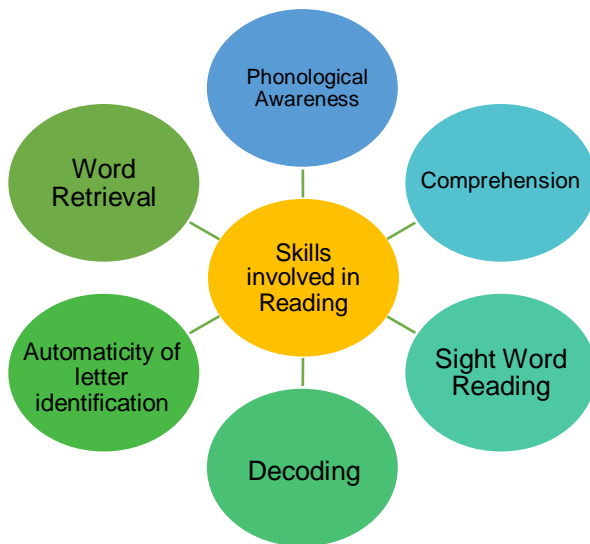 Phonological
Awareness
Comprehension
Sight Word
Reading
Decoding
Automaticity of
letter
identification
Word
Retrieval
Skills
involved in
Reading